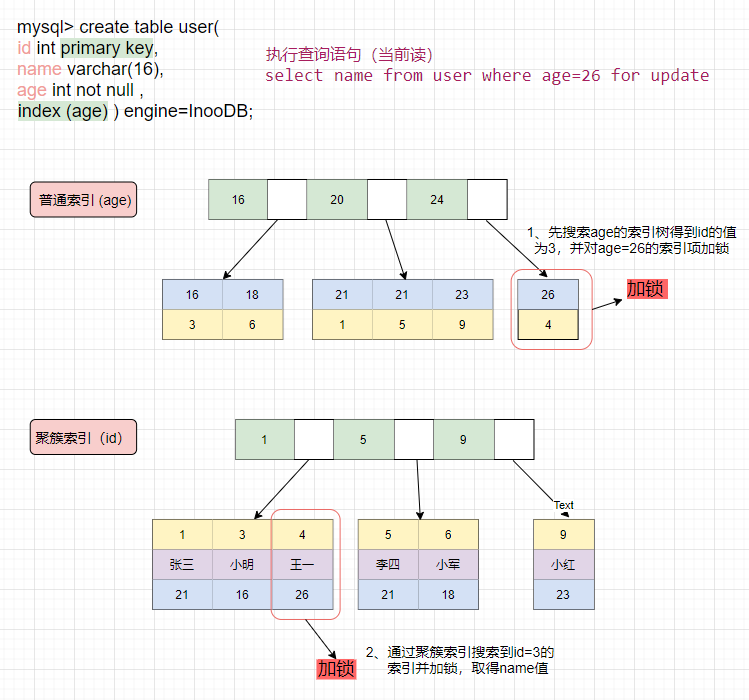 mysql> create table user(
id int primary key,
name varchar(16),
age int not null ,
index (age) ) engine=InooDB;
执行查询语句（当前读）
select name from user where age=26 for update
普通索引 (age)
16 20 24
1、先搜索age的索引树得到id的值
为3，并对age=26的索引项加锁
16 18 21 21 23 26
加锁
3 6 1 5 9 4
聚簇索引（id）
1 5 9
Text
1 3 4 5 6 9
张三 小明 王一 李四 小军 小红
21 16 26 21 18 23
2、通过聚簇索引搜索到id=3的
索引并加锁，取得name值
加锁